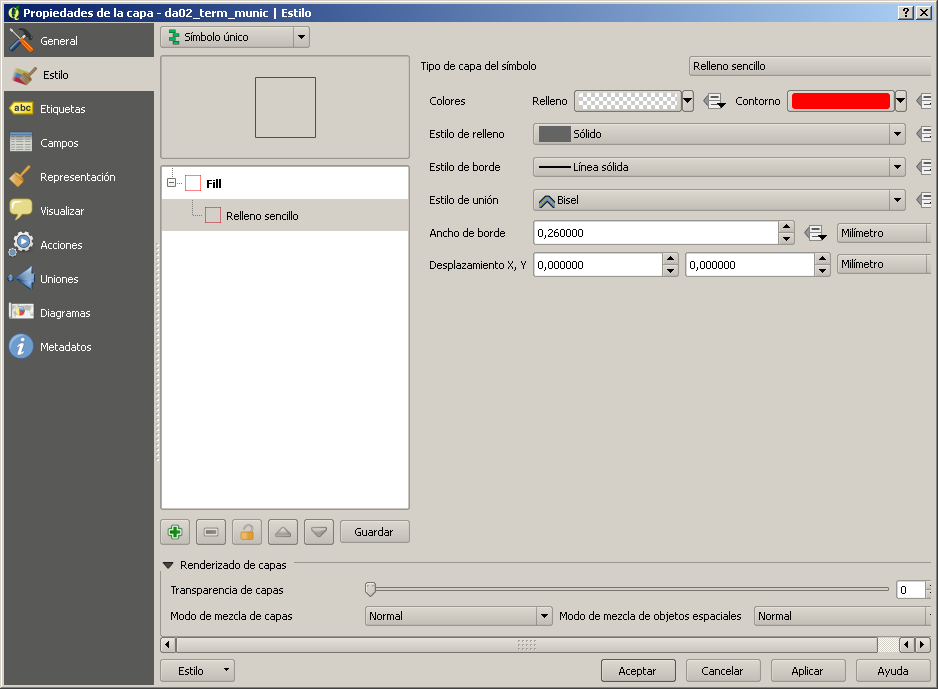 Propiedades de la capa - da02_term_munic | Estilo
General
Estilo
abc Etiquetas
Campos
Representación
Visualizar
Acciones
Uniones
Diagramas
Metadatos
Símbolo único
Fill
Relleno sencillo
Guardar
Tipo de capa del símbolo Relleno sencillo
Colores Relleno Contorno
Estilo de relleno Sólido
Estilo de borde Línea sólida
Estilo de unión Bisel
Ancho de borde 0,260000 Milímetro
Desplazamiento X, Y 0,000000 0,000000 Milímetro
Renderizado de capas
Transparencia de capas 0
Modo de mezcla de capas Normal Modo de mezcla de objetos espaciales Normal
Estilo Aceptar Cancelar Aplicar Ayuda